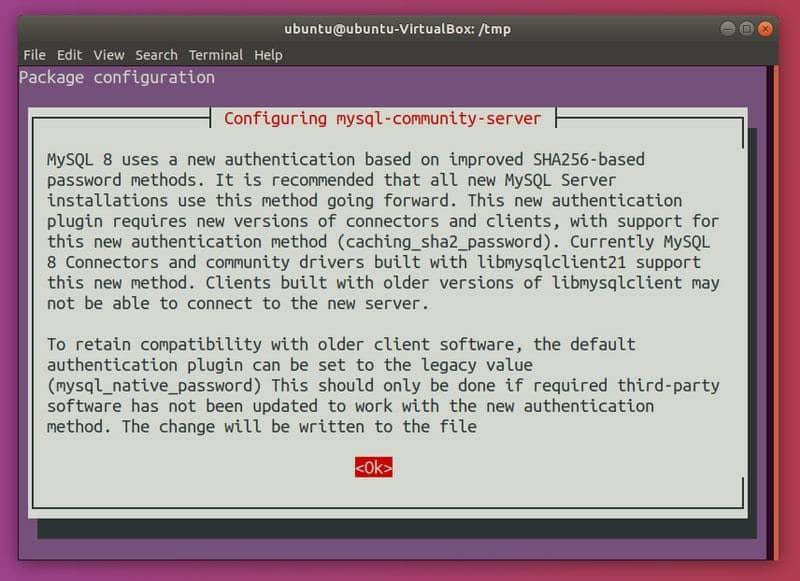 ubuntu@ubuntu-VirtualBox: /tmp
File Edit View Search Terminal Help
Package configuration
Configuring mysql-community-server
MySQL 8 uses a new authentication based on improved SHA256-based
password methods. It is recommended that all new MySQL Server
installations use this method going forward. This new authentication
plugin requires new versions of connectors and clients, with support for
this new authentication method (caching_sha2_password). Currently MySQL
8 Connectors and community drivers built with libmysqlclient21 support
this new method. Clients built with older versions of libmysqlclient may
not be able to connect to the new server.
To retain compatibility with older client software, the default
authentication plugin can be set to the legacy value
(mysql_native_password) This should only be done if required third-party
software has not been updated to work with the new authentication
method. The change will be written to the file
<Ok>